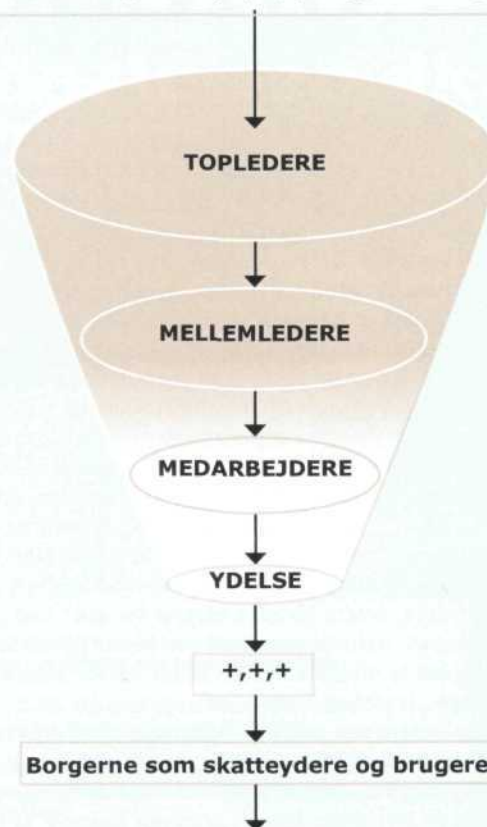 TOPLEDERE
MELLEMLEDERE
MEDARBEJDERE
YDELSE
+,+,+
Borgerne som skatteydere og brugere